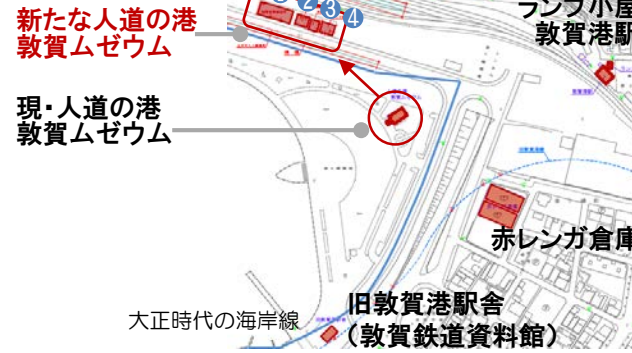 新たな人道の港
敦賀ムゼウム
2 3 4
ランプ小屋
敦賀港駅
現・人道の港
敦賀ムゼウム
赤レンガ倉庫
大正時代の海岸線
旧敦賀港駅舎
（敦賀鉄道資料館）